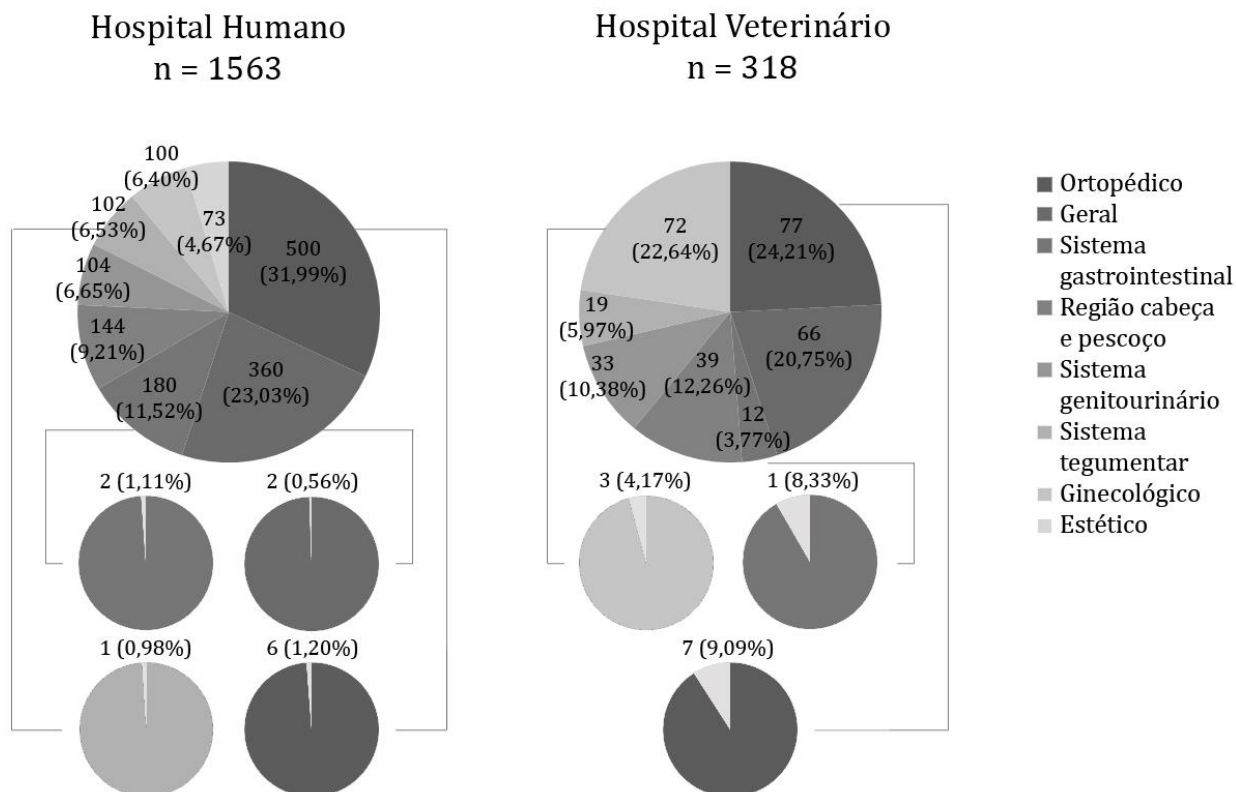 Hospital Humano
n = 1563
100
(6,40%)
102
(6,53%)
73
(4,67%)
500
(31,99%)
104
(6,65%)
144
(9,21%)
180
(11,52%)
360
(23,03%)
2 (1,11%)
2 (0,56%)
1 (0,98%)
6 (1,20%)
Hospital Veterinário
n = 318
72
(22,64%)
77
(24,21%)
19
(5,97%)
66
(20,75%)
33
(10,38%)
39
(12,26%)
12
(3,77%)
3 (4,17%)
1 (8,33%)
7 (9,09%)
Ortopédico
Geral
Sistema
gastrointestinal
Região cabeça
e pescoço
Sistema
genitourinário
Sistema
tegumentar
Ginecológico
Estético